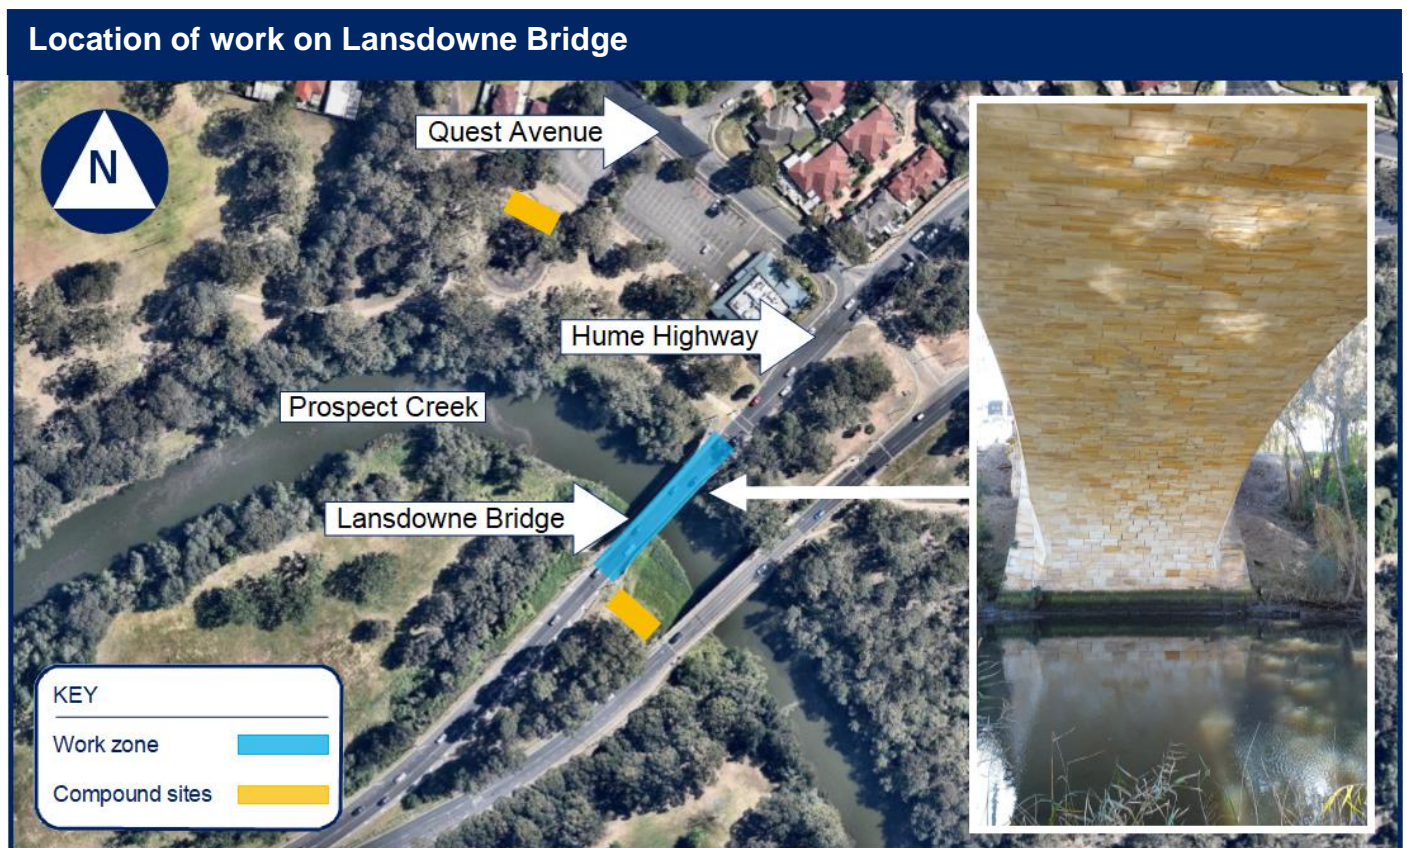 Location of work on Lansdowne Bridge
N
Quest Avenue
Hume Highway
Prospect Creek
Lansdowne Bridge
KEY
Work zone
Compound sites